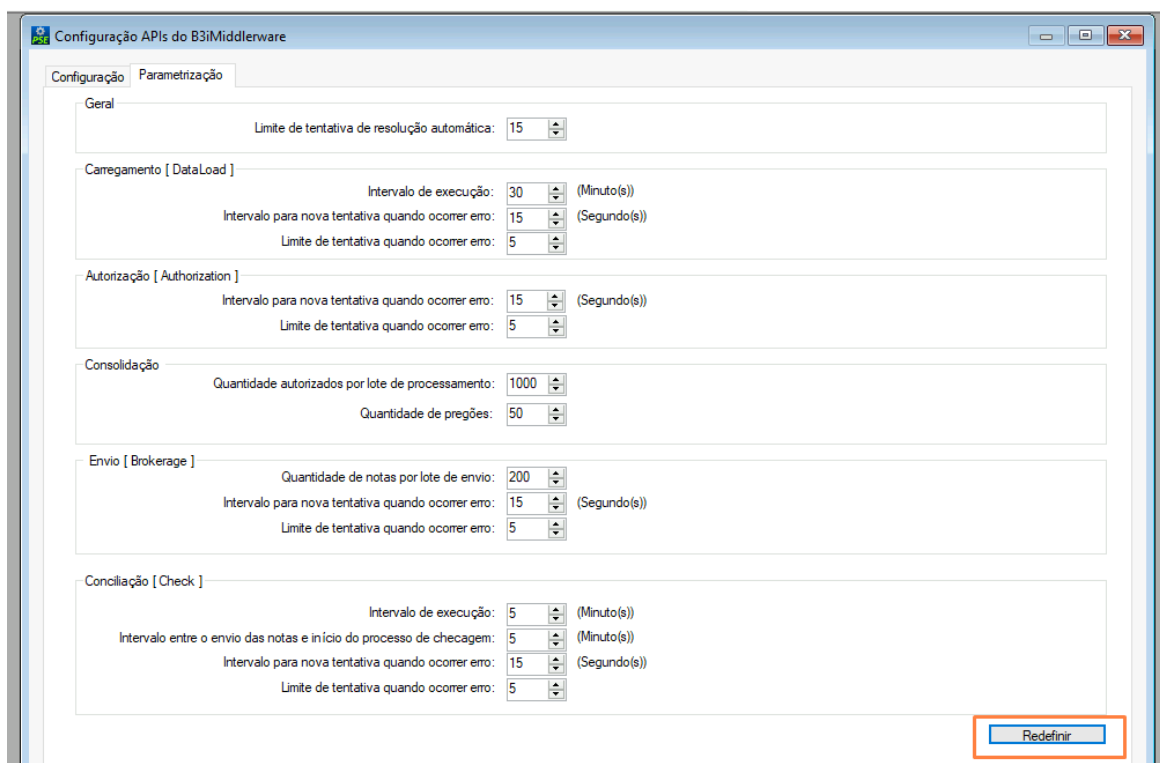 PSE Configuração APIs do B3iMiddlerware
Configuração Parametrização
Geral
Limite de tentativa de resolução automática: 15
Carregamento [ DataLoad ]
Intervalo de execução: 30 (Minuto(s))
Intervalo para nova tentativa quando ocorrer erro: 15 (Segundo(s))
Limite de tentativa quando ocorrer erro: 5
Autorização [ Authorization ]
Intervalo para nova tentativa quando ocorrer erro: 15 (Segundo(s))
Limite de tentativa quando ocorrer erro: 5
Consolidação
Quantidade autorizados por lote de processamento: 1000
Quantidade de pregões: 50
Envio [ Brokerage ]
Quantidade de notas por lote de envio: 200
Intervalo para nova tentativa quando ocorrer erro: 15 (Segundo(s))
Limite de tentativa quando ocorrer erro: 5
Conciliação [ Check ]
Intervalo de execução: 5 (Minuto(s))
Intervalo entre o envio das notas e início do processo de checagem: 5 (Minuto(s))
Intervalo para nova tentativa quando ocorrer erro: 15 (Segundo(s))
Limite de tentativa quando ocorrer erro: 5
Redefinir